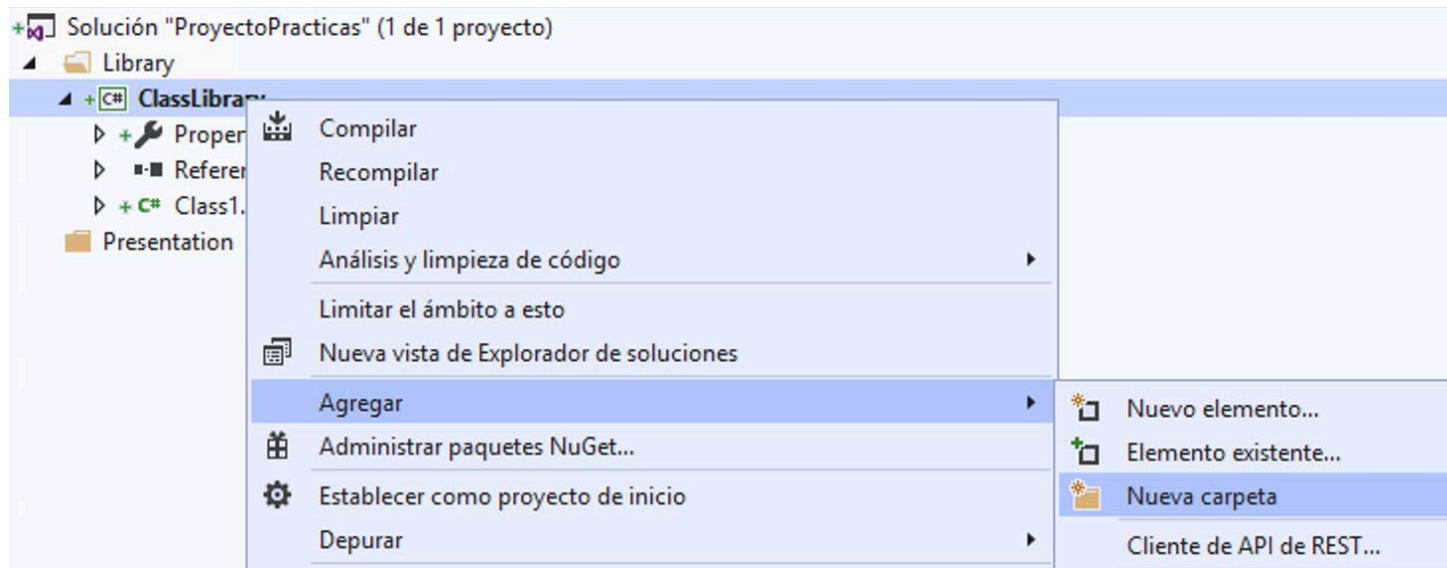 Solución "ProyectoPracticas" (1 de 1 proyecto)
Library
C# ClassLibrary
Proper
Referen
C# Class1.
Presentation
Compilar
Recompilar
Limpiar
Análisis y limpieza de código
Limitar el ámbito a esto
Nueva vista de Explorador de soluciones
Agregar
Administrar paquetes NuGet...
Establecer como proyecto de inicio
Depurar
Nuevo elemento...
Elemento existente...
Nueva carpeta
Cliente de API de REST...